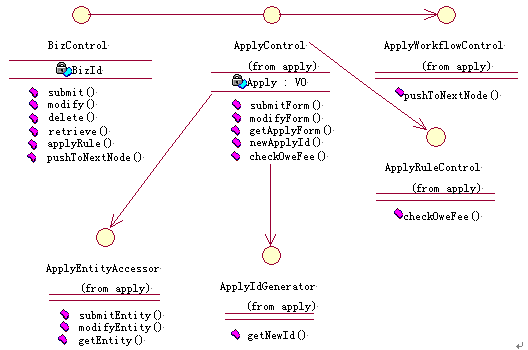 BizControl
BizId
submit()
modify()
delete()
retrieve()
applyRule()
pushToNextNode()
ApplyControl
(from apply)
Apply : VO
submitForm()
modifyForm()
getApplyForm()
newApplyId()
checkOweFee()
ApplyWorkflowControl
(from apply)
pushToNextNode()
ApplyRuleControl
(from apply)
checkOweFee()
ApplyEntityAccessor
(from apply)
submitEntity()
modifyEntity()
getEntity()
ApplyIdGenerator
(from apply)
getNewId()